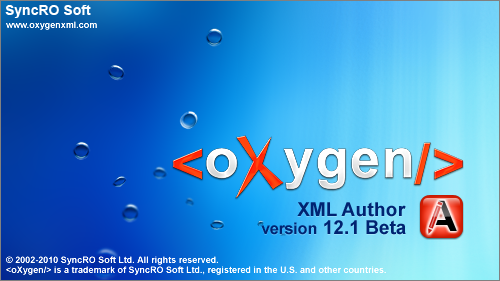 SyncRO Soft
www.oxygenxml.com
<oXygen/>
XML Author
version 12.1 Beta
A
© 2002-2010 SyncRO Soft Ltd. All rights reserved.
<oXygen/> is a trademark of SyncRO Soft Ltd., registered in the U.S. and other countries.